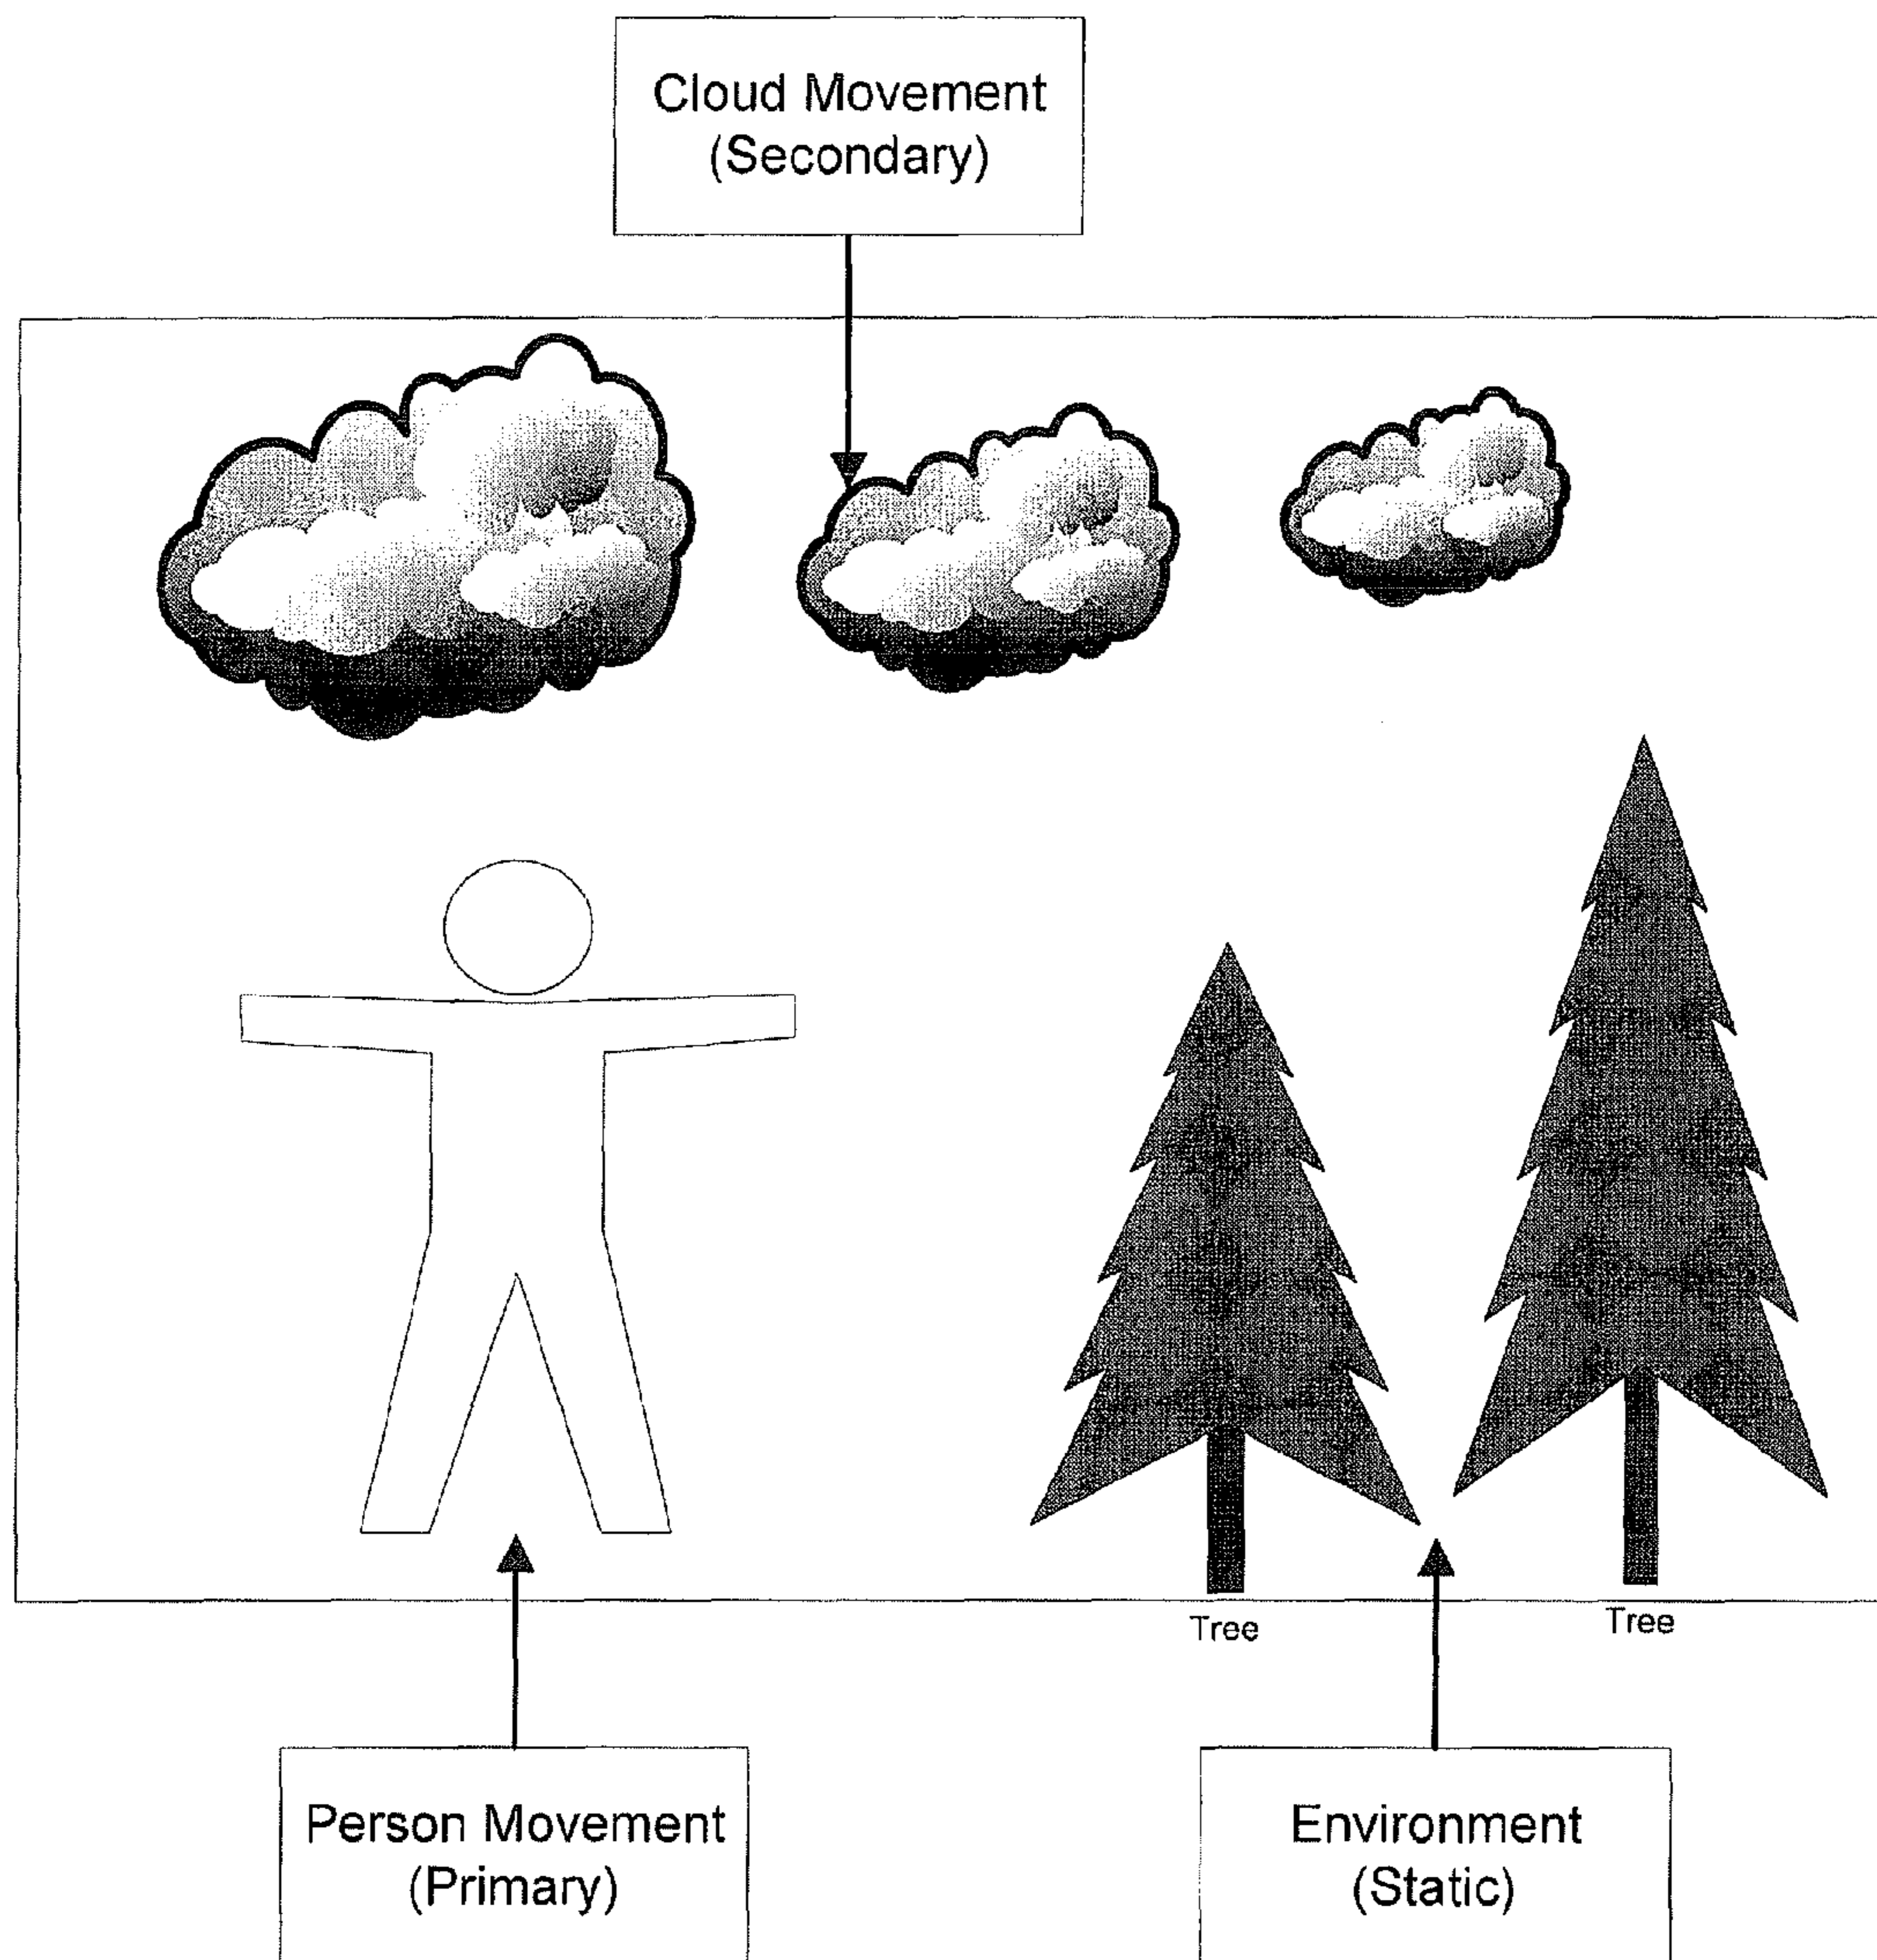 Cloud Movement
(Secondary)
Tree
Tree
Person Movement
(Primary)
Environment
(Static)